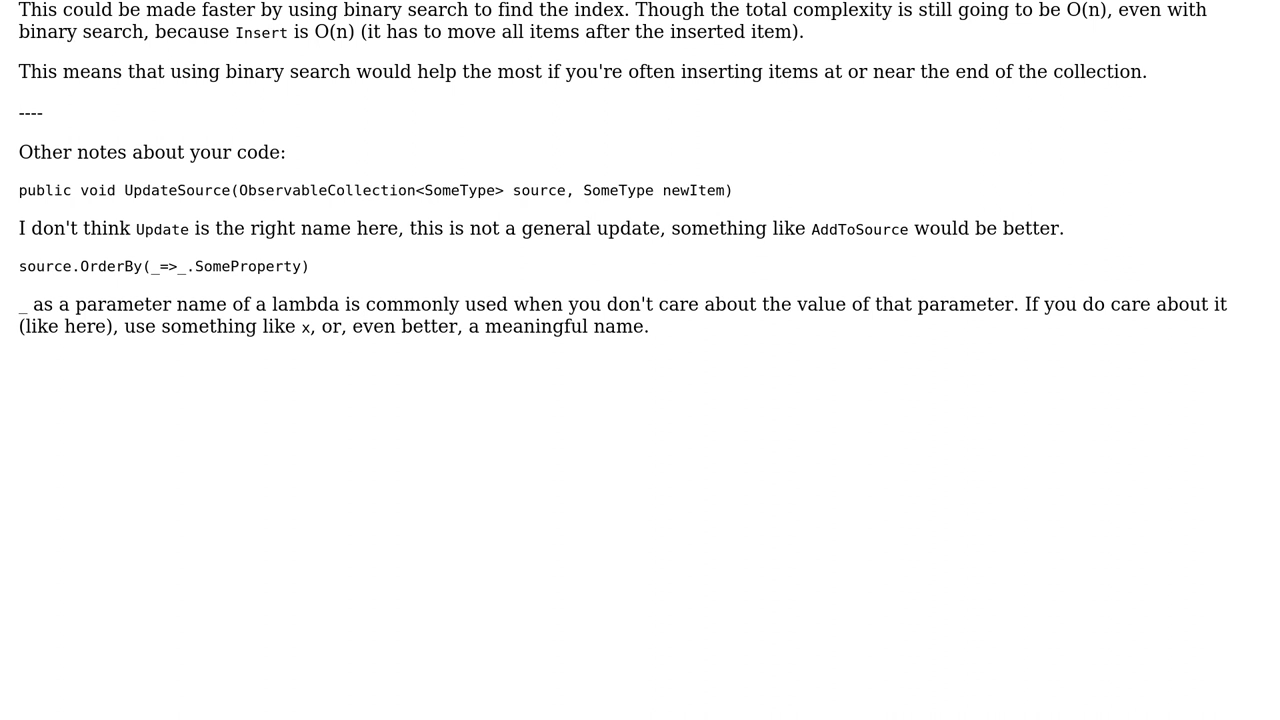 This could be made faster by using binary search to find the index. Though the total complexity is still going to be O(n), even with
binary search, because Insert is O(n) (it has to move all items after the inserted item).
This means that using binary search would help the most if you're often inserting items at or near the end of the collection.
----
Other notes about your code:
public void UpdateSource(ObservableCollection<SomeType> source, SomeType newItem)
I don't think Update is the right name here, this is not a general update, something like AddToSource would be better.
source.OrderBy(_=>_.SomeProperty)
_ as a parameter name of a lambda is commonly used when you don't care about the value of that parameter. If you do care about it
(like here), use something like x, or, even better, a meaningful name.